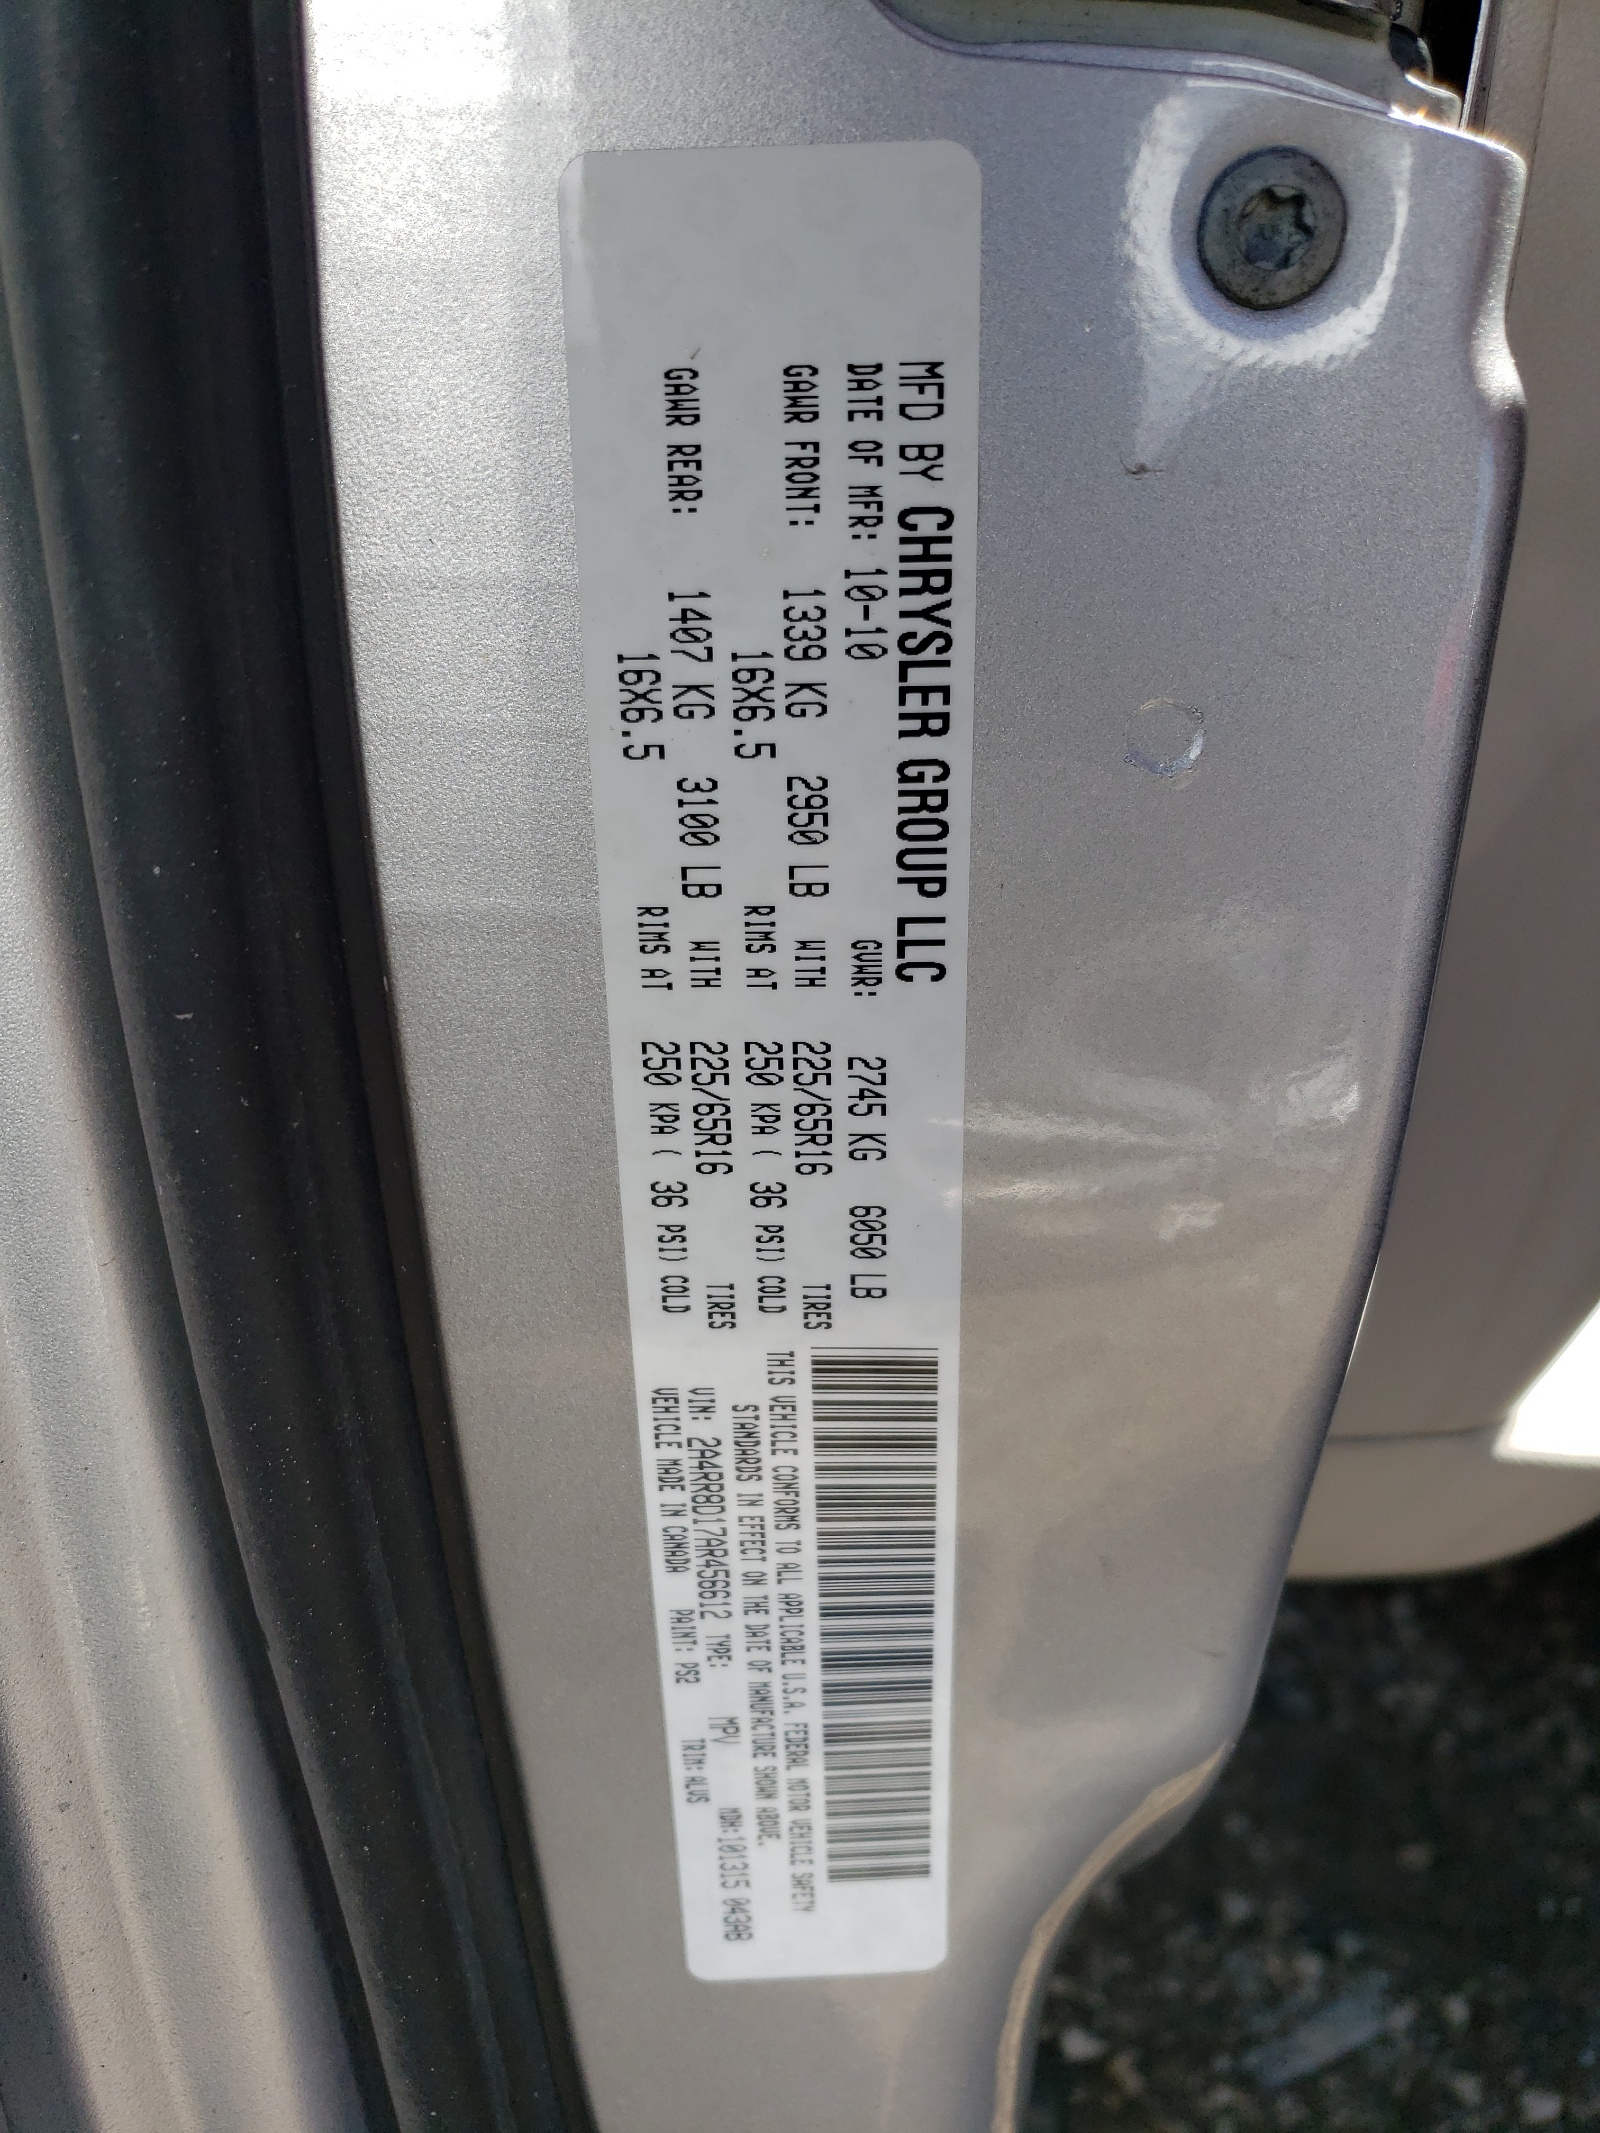 MFD BY CHRYSLER GROUP LLC
DATE OF MFR: 10-10 GVWR: 2745 KG 6050 LB
GAWR FRONT: 1339 KG 2950 LB WITH 225/65R16 TIRES
16X6.5 RIMS AT 250 KPA ( 36 PSI) COLD
GAWR REAR: 1407 KG 3100 LB WITH 225/65R16 TIRES
16X6.5 RIMS AT 250 KPA ( 36 PSI) COLD
THIS VEHICLE CONFORMS TO ALL APPLICABLE U.S.A. FEDERAL MOTOR VEHICLE SAFETY
STANDARDS IN EFFECT ON THE DATE OF MANUFACTURE SHOWN ABOVE.
VIN: 2A4RR8D17AR456612 TYPE: MPV MDH:101315 043AB
VEHICLE MADE IN CANADA PAINT: PS2 TRIM:ALVS